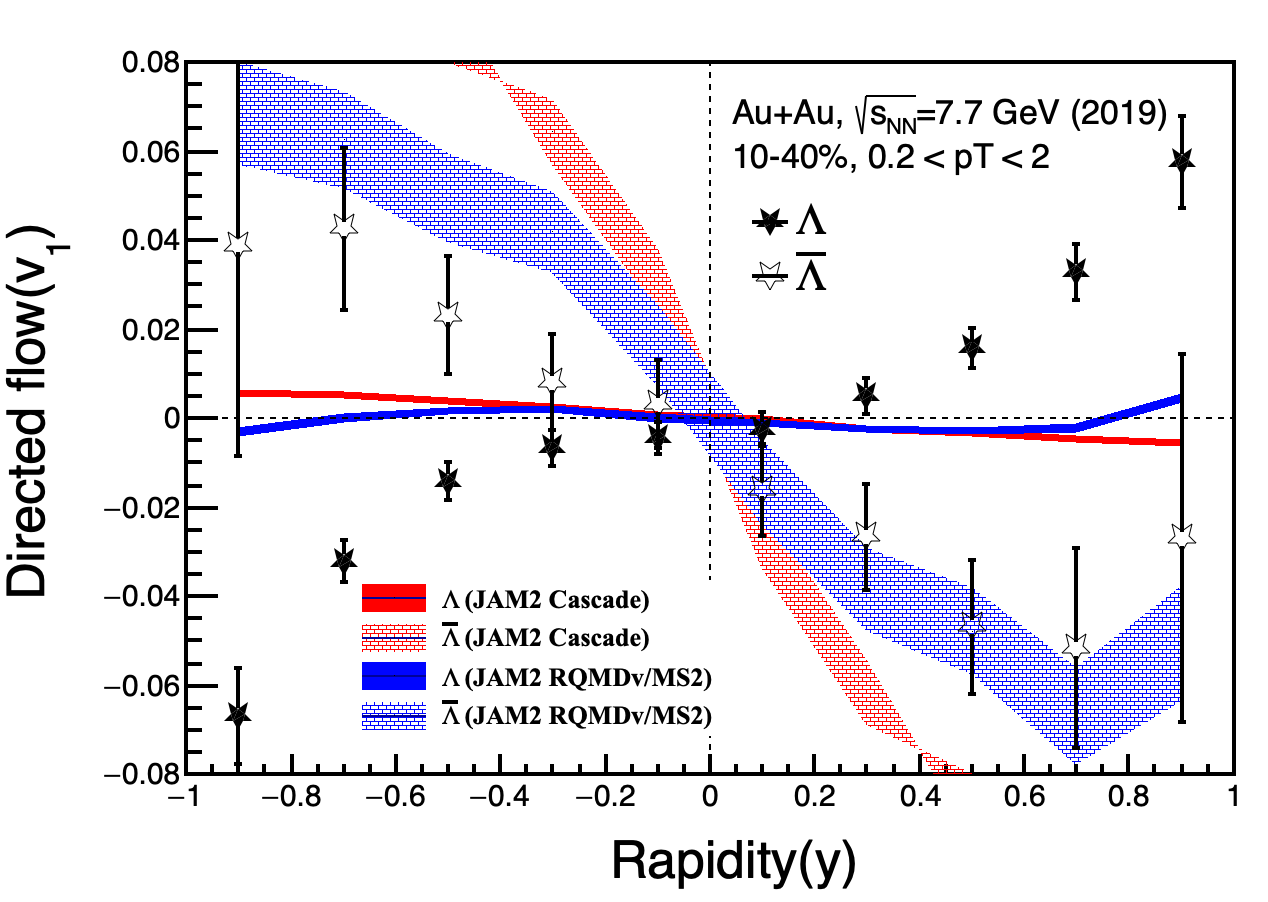 Directed flow(v1)
0.08
0.06
0.04
0.02
0
−0.02
−0.04
−0.06
−0.08
Au+Au, √sNN=7.7 GeV (2019)
10-40%, 0.2 < pT < 2
Λ
Λ̅
Λ (JAM2 Cascade)
Λ̅ (JAM2 Cascade)
Λ (JAM2 RQMDv/MS2)
Λ̅ (JAM2 RQMDv/MS2)
−1 −0.8 −0.6 −0.4 −0.2 0 0.2 0.4 0.6 0.8 1
Rapidity(y)